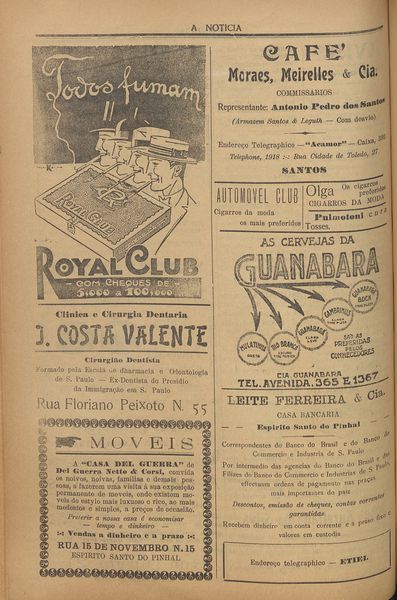 A NOTICIA
Todos fumam
ROYAL CLUB
ROYAL CLUB
COM CHEQUES DE
5,000 a 100,000
Clinica e Cirurgia Dentaria
J. COSTA VALENTE
Cirurgião Dentista
Formado pela Escola de Pharmacia e Odontologia
de S. Paulo — Ex-Dentista do Presidio
da Immigração em S. Paulo
Rua Floriano Peixoto N. 55
MOVEIS
A "CASA DEL GUERRA" de
Del Guerra Netto & Corsi, convida
os noivos, noivas, familias e demais pes-
soas, a fazerem uma visita á sua exposição
permanente de moveis, onde existem mo-
veis de estylo mais luxuoso e rico, ao mais
modestos e simples, a preços de occasião.
Preferir a nossa casa é economisar
— tempo e dinheiro —
Vendas a dinheiro e a prazo
RUA 15 DE NOVEMBRO N. 15
ESPIRITO SANTO DO PINHAL
CAFE'
Moraes, Meirelles & Cia.
COMMISSARIOS
Representante: Antonio Pedro dos Santos
(Armazem Santos & Leguth — Com desvio)
Endereço Telegraphico — "Acamor" — Caixa,
Telephone, 1918 :-: Rua Cidade de Toledo, 27
SANTOS
AUTOMOVEL CLUB
Cigarros da moda
os mais preferidos
Olga Os cigarros
preferidos
CIGARROS DA MODA
Pulmotoni cura
Tosses.
AS CERVEJAS DA
GUANABARA
MULATINHA
PRETA
RIO BRANCO
GUANABARA
CLARA
CAMBRINUS
GUANABARA
BOCK
SÃO AS
PREFERIDAS
PELOS
CONHECEDORES
CIA. GUANABARA
TEL. AVENIDA. 365 E 1367
LEITE FERREIRA & Cia.
CASA BANCARIA
Espirito Santo do Pinhal
Correspondentes do Banco do Brasil e do Banco do
Commercio e Industria de S. Paulo.
Por intermedio das agencias do Banco do Brasil e das
Filiaes do Banco do Commercio e Industria de S. Paulo,
effectuam ordens de pagamento nas praças
mais importantes do paiz
Descontos, emissão de cheques, contas correntes
garantidas.
Recebem dinheiro em conta corrente e a praso fixo e
valores em custodia
Endereço telegraphico — ETIEL